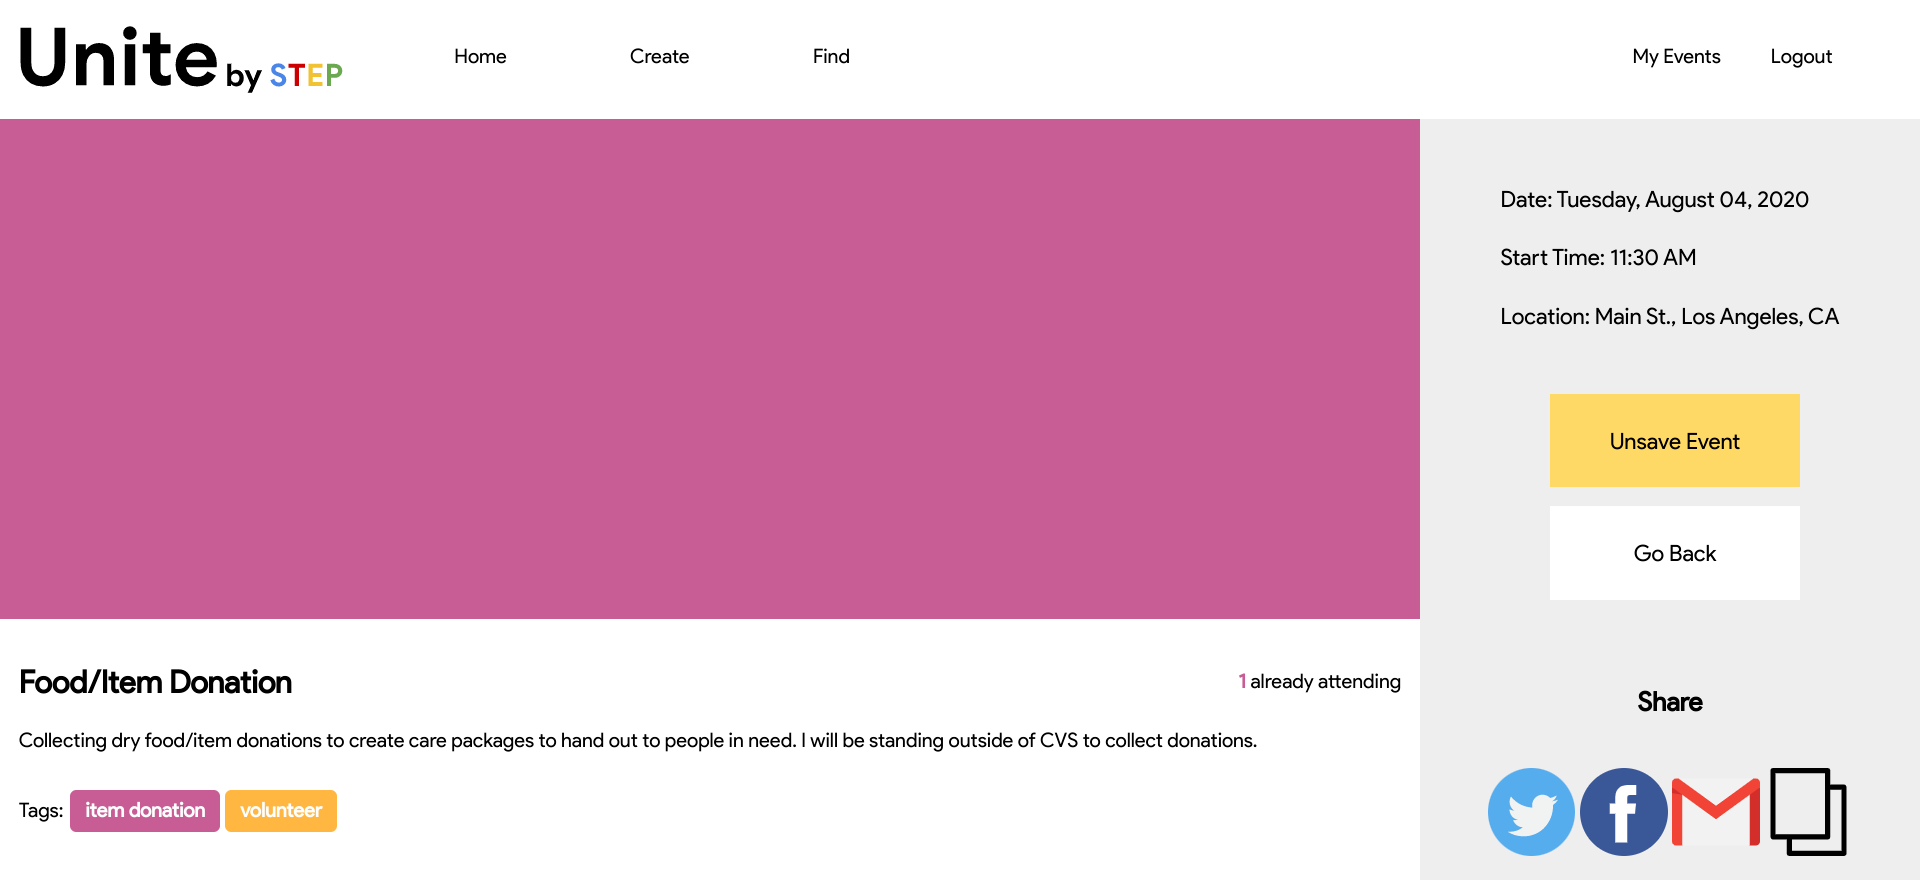 Unite by STEP
Home
Create
Find
My Events
Logout
Date: Tuesday, August 04, 2020
Start Time: 11:30 AM
Location: Main St., Los Angeles, CA
Unsave Event
Go Back
Food/Item Donation
1 already attending
Collecting dry food/item donations to create care packages to hand out to people in need. I will be standing outside of CVS to collect donations.
Tags: item donation volunteer
Share